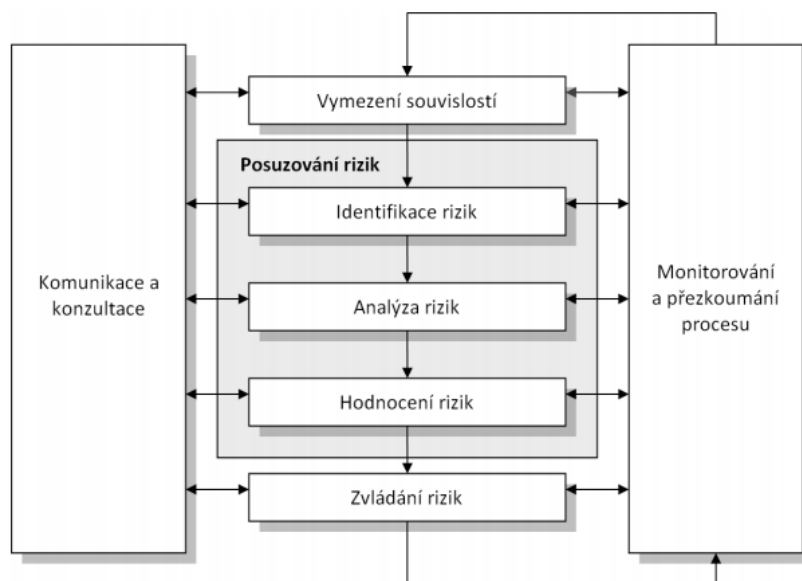 Vymezení souvislostí
Posuzování rizik
Identifikace rizik
Komunikace a
konzultace
Analýza rizik
Monitorování
a přezkoumání
procesu
Hodnocení rizik
Zvládání rizik